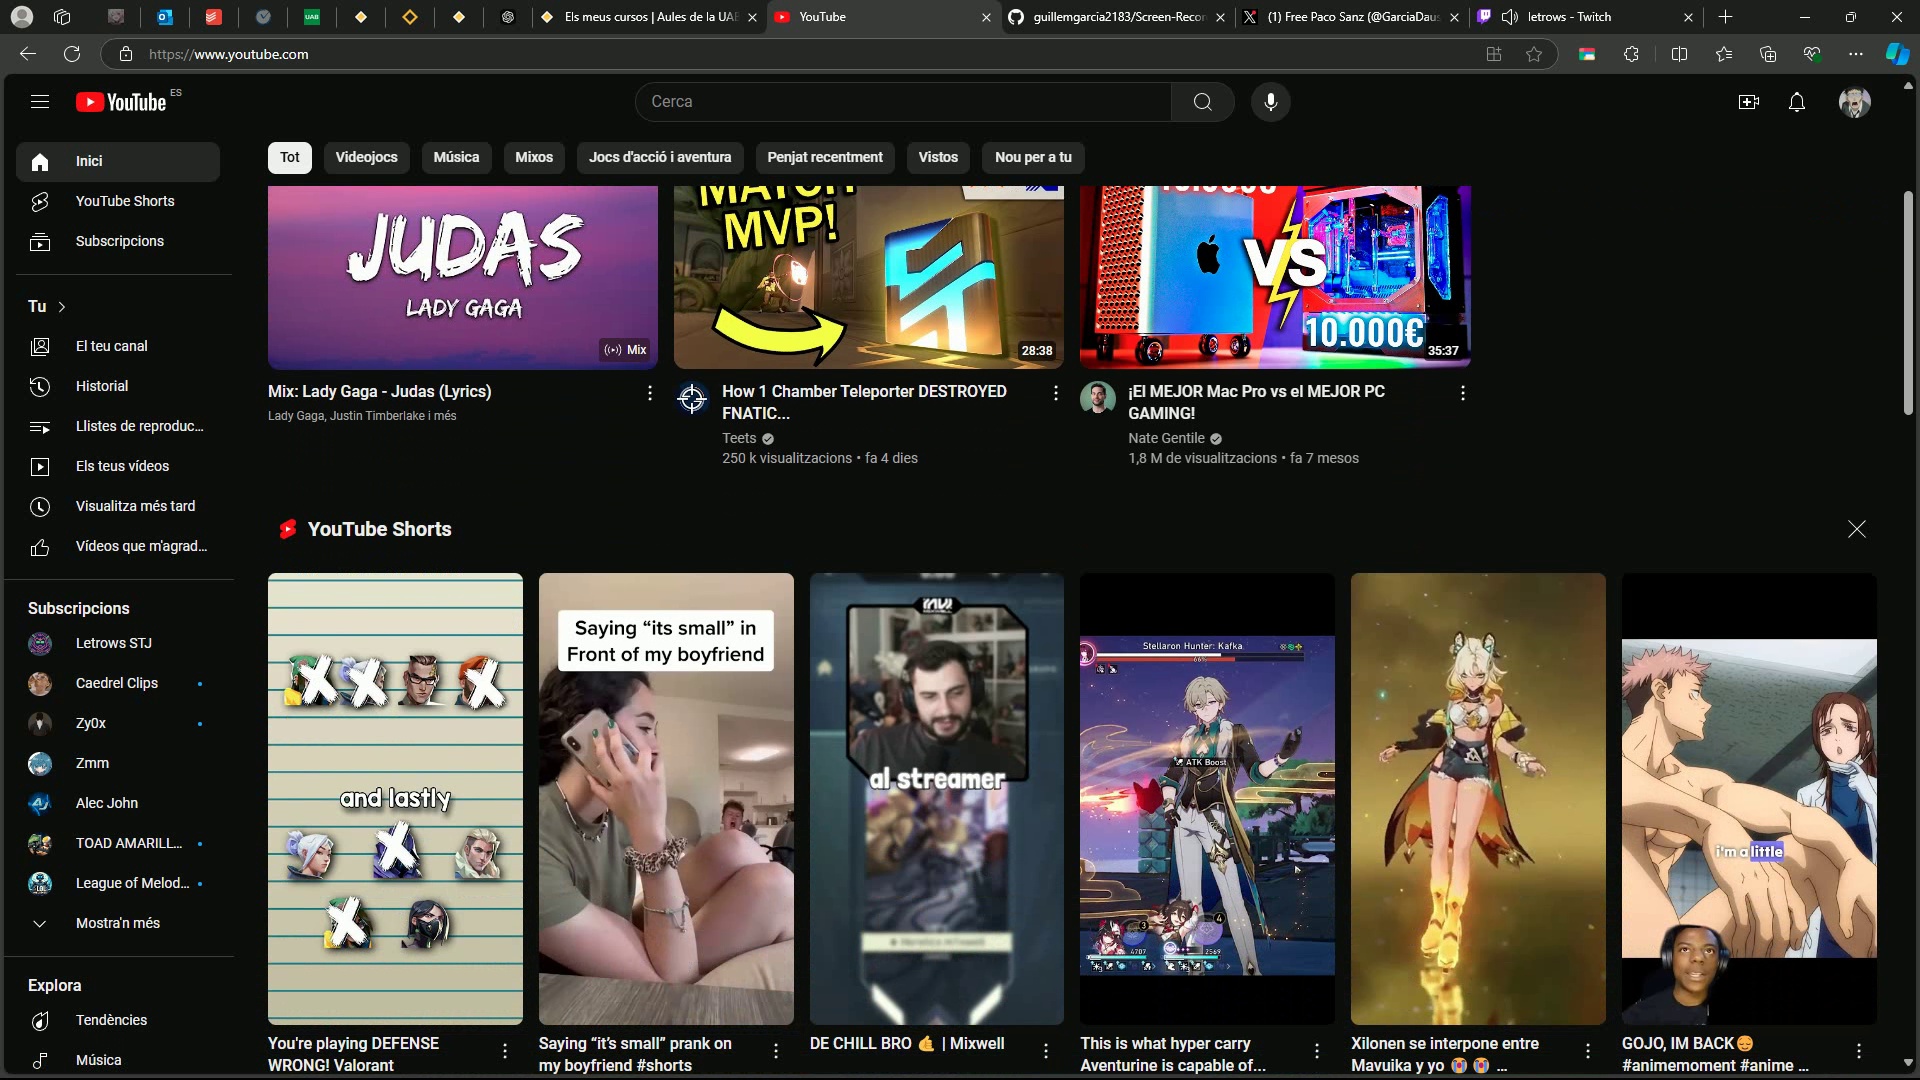 UAB
Els meus cursos | Aules de la UAB
YouTube
guillemgarcia2183/Screen-Recor
(1) Free Paco Sanz (@GarciaDaus
letrows - Twitch
https://www.youtube.com
YouTube ES
Cerca
Inici
YouTube Shorts
Subscripcions
Tu
El teu canal
Historial
Llistes de reproduc...
Els teus vídeos
Visualitza més tard
Vídeos que m'agrad...
Subscripcions
Letrows STJ
Caedrel Clips
Zy0x
Zmm
Alec John
TOAD AMARILL...
League of Melod...
Mostra'n més
Explora
Tendències
Música
Tot
Videojocs
Música
Mixos
Jocs d'acció i aventura
Penjat recentment
Vistos
Nou per a tu
JUDAS
LADY GAGA
Mix
Mix: Lady Gaga - Judas (Lyrics)
Lady Gaga, Justin Timberlake i més
MATCH
MVP!
28:38
How 1 Chamber Teleporter DESTROYED
FNATIC...
Teets
250 k visualitzacions • fa 4 dies
VS
10.000€
35:37
¡El MEJOR Mac Pro vs el MEJOR PC
GAMING!
Nate Gentile
1,8 M de visualitzacions • fa 7 mesos
YouTube Shorts
and lastly
You're playing DEFENSE
WRONG! Valorant
Saying “its small” in
Front of my boyfriend
Saying “it’s small” prank on
my boyfriend #shorts
al streamer
DE CHILL BRO 🤙 | Mixwell
Stellaron Hunter: Kafka
66%
ATK Boost
3
4
4707
2569
This is what hyper carry
Aventurine is capable of...
Xilonen se interpone entre
Mavuika y yo 😭 😭 ...
i'm a little
GOJO, IM BACK😮‍💨
#animemoment #anime ...